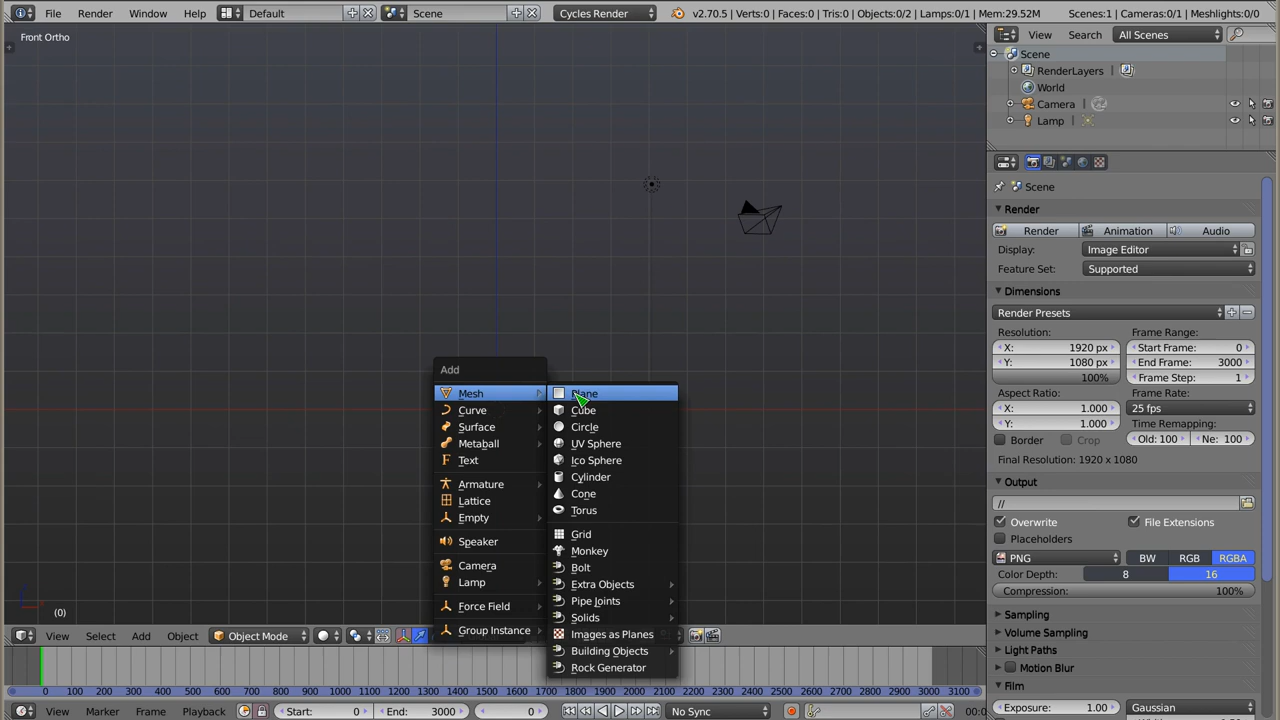 File Render Window Help Default Scene Cycles Render v2.70.5 | Verts:0 | Faces:0 | Tris:0 | Objects:0/2 | Lamps:0/1 | Mem:29.52M Scenes:1 | Cameras:0/1 | Meshlights:0/0
Front Ortho
View Search All Scenes
Scene
RenderLayers
World
Camera
Lamp
Scene
Render
Render Animation Audio
Display: Image Editor
Feature Set: Supported
Dimensions
Render Presets
Resolution: Frame Range:
X: 1920 px Start Frame: 0
Y: 1080 px End Frame: 3000
100% Frame Step: 1
Aspect Ratio: Frame Rate:
X: 1.000 25 fps
Y: 1.000 Time Remapping:
Border Crop Old: 100 Ne: 100
Final Resolution: 1920 x 1080
Output
//
Overwrite File Extensions
Placeholders
PNG BW RGB RGBA
Color Depth: 8 16
Compression: 100%
Sampling
Volume Sampling
Light Paths
Motion Blur
Film
Exposure: 1.00 Gaussian
Add
Mesh
Curve
Surface
Metaball
Text
Armature
Lattice
Empty
Speaker
Camera
Lamp
Force Field
Group Instance
Plane
Cube
Circle
UV Sphere
Ico Sphere
Cylinder
Cone
Torus
Grid
Monkey
Bolt
Extra Objects
Pipe Joints
Solids
Images as Planes
Building Objects
Rock Generator
(0)
View Select Add Object Object Mode
0 100 200 300 400 500 600 700 800 900 1000 1100 1200 1300 1400 1500 1600 1700 1800 1900 2000 2100 2200 2300 2400 2500 2600 2700 2800 2900 3000 3100
View Marker Frame Playback Start: 0 End: 3000 0 No Sync